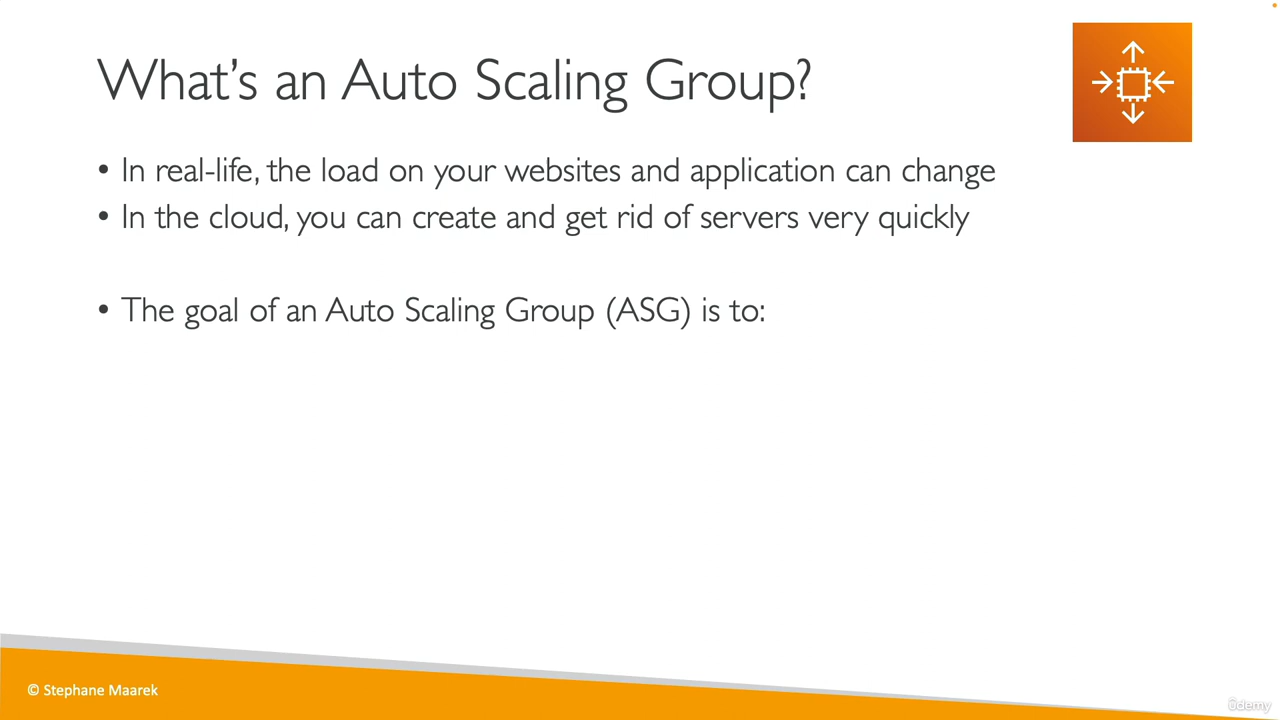 What's an Auto Scaling Group?
• In real-life, the load on your websites and application can change
• In the cloud, you can create and get rid of servers very quickly
• The goal of an Auto Scaling Group (ASG) is to:
© Stephane Maarek
ûdemy